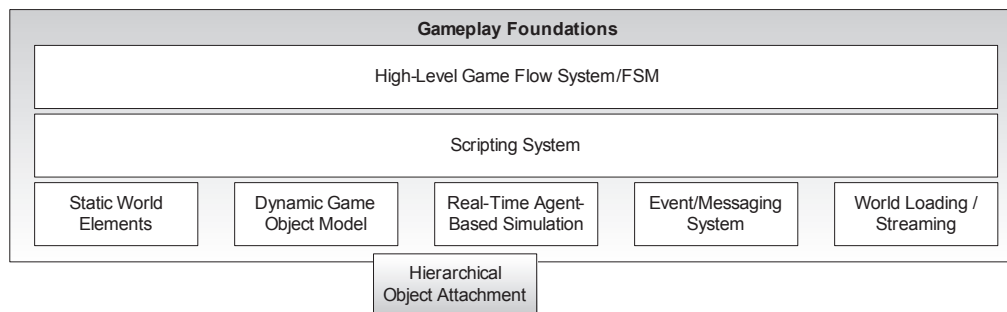 Gameplay Foundations
High-Level Game Flow System/FSM
Scripting System
Static World
Elements
Dynamic Game
Object Model
Real-Time Agent-
Based Simulation
Event/Messaging
System
World Loading /
Streaming
Hierarchical
Object Attachment